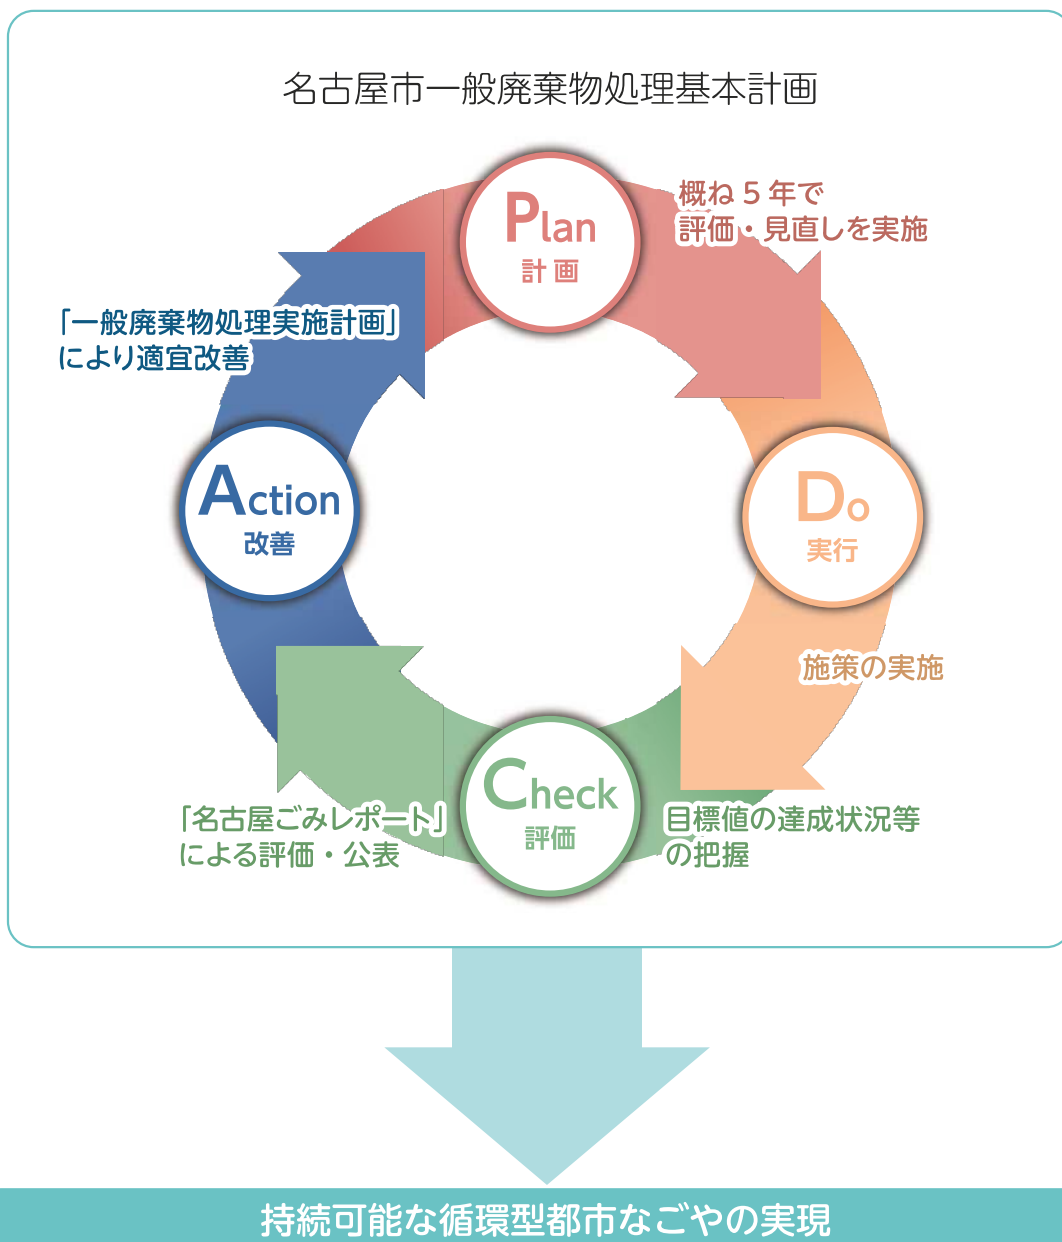 名古屋市一般廃棄物処理基本計画
Plan
計画
概ね5年で
評価・見直しを実施
「一般廃棄物処理実施計画」
により適宜改善
Action
改善
Do
実行
施策の実施
Check
評価
「名古屋ごみレポート」
による評価・公表
目標値の達成状況等
の把握
持続可能な循環型都市なごやの実現